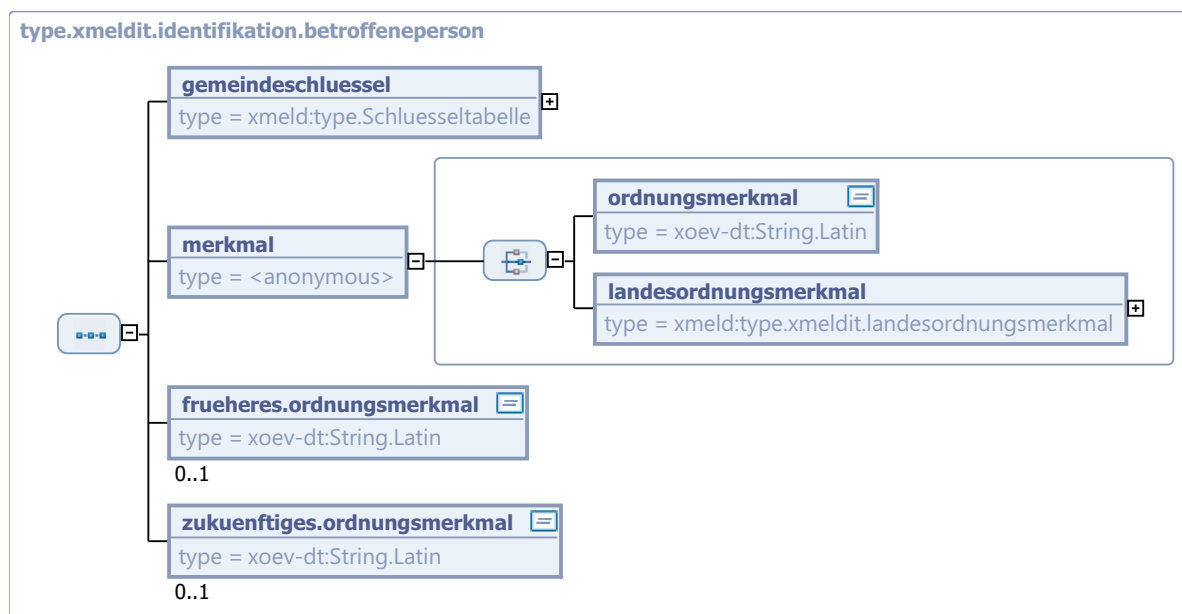 type.xmeldit.identifikation.betroffeneperson
gemeindeschluessel
type = xmeld:type.Schluesseltabelle
merkmal
type = <anonymous>
ordnungsmerkmal
type = xoev-dt:String.Latin
landesordnungsmerkmal
type = xmeld:type.xmeldit.landesordnungsmerkmal
frueheres.ordnungsmerkmal
type = xoev-dt:String.Latin
0..1
zukuenftiges.ordnungsmerkmal
type = xoev-dt:String.Latin
0..1